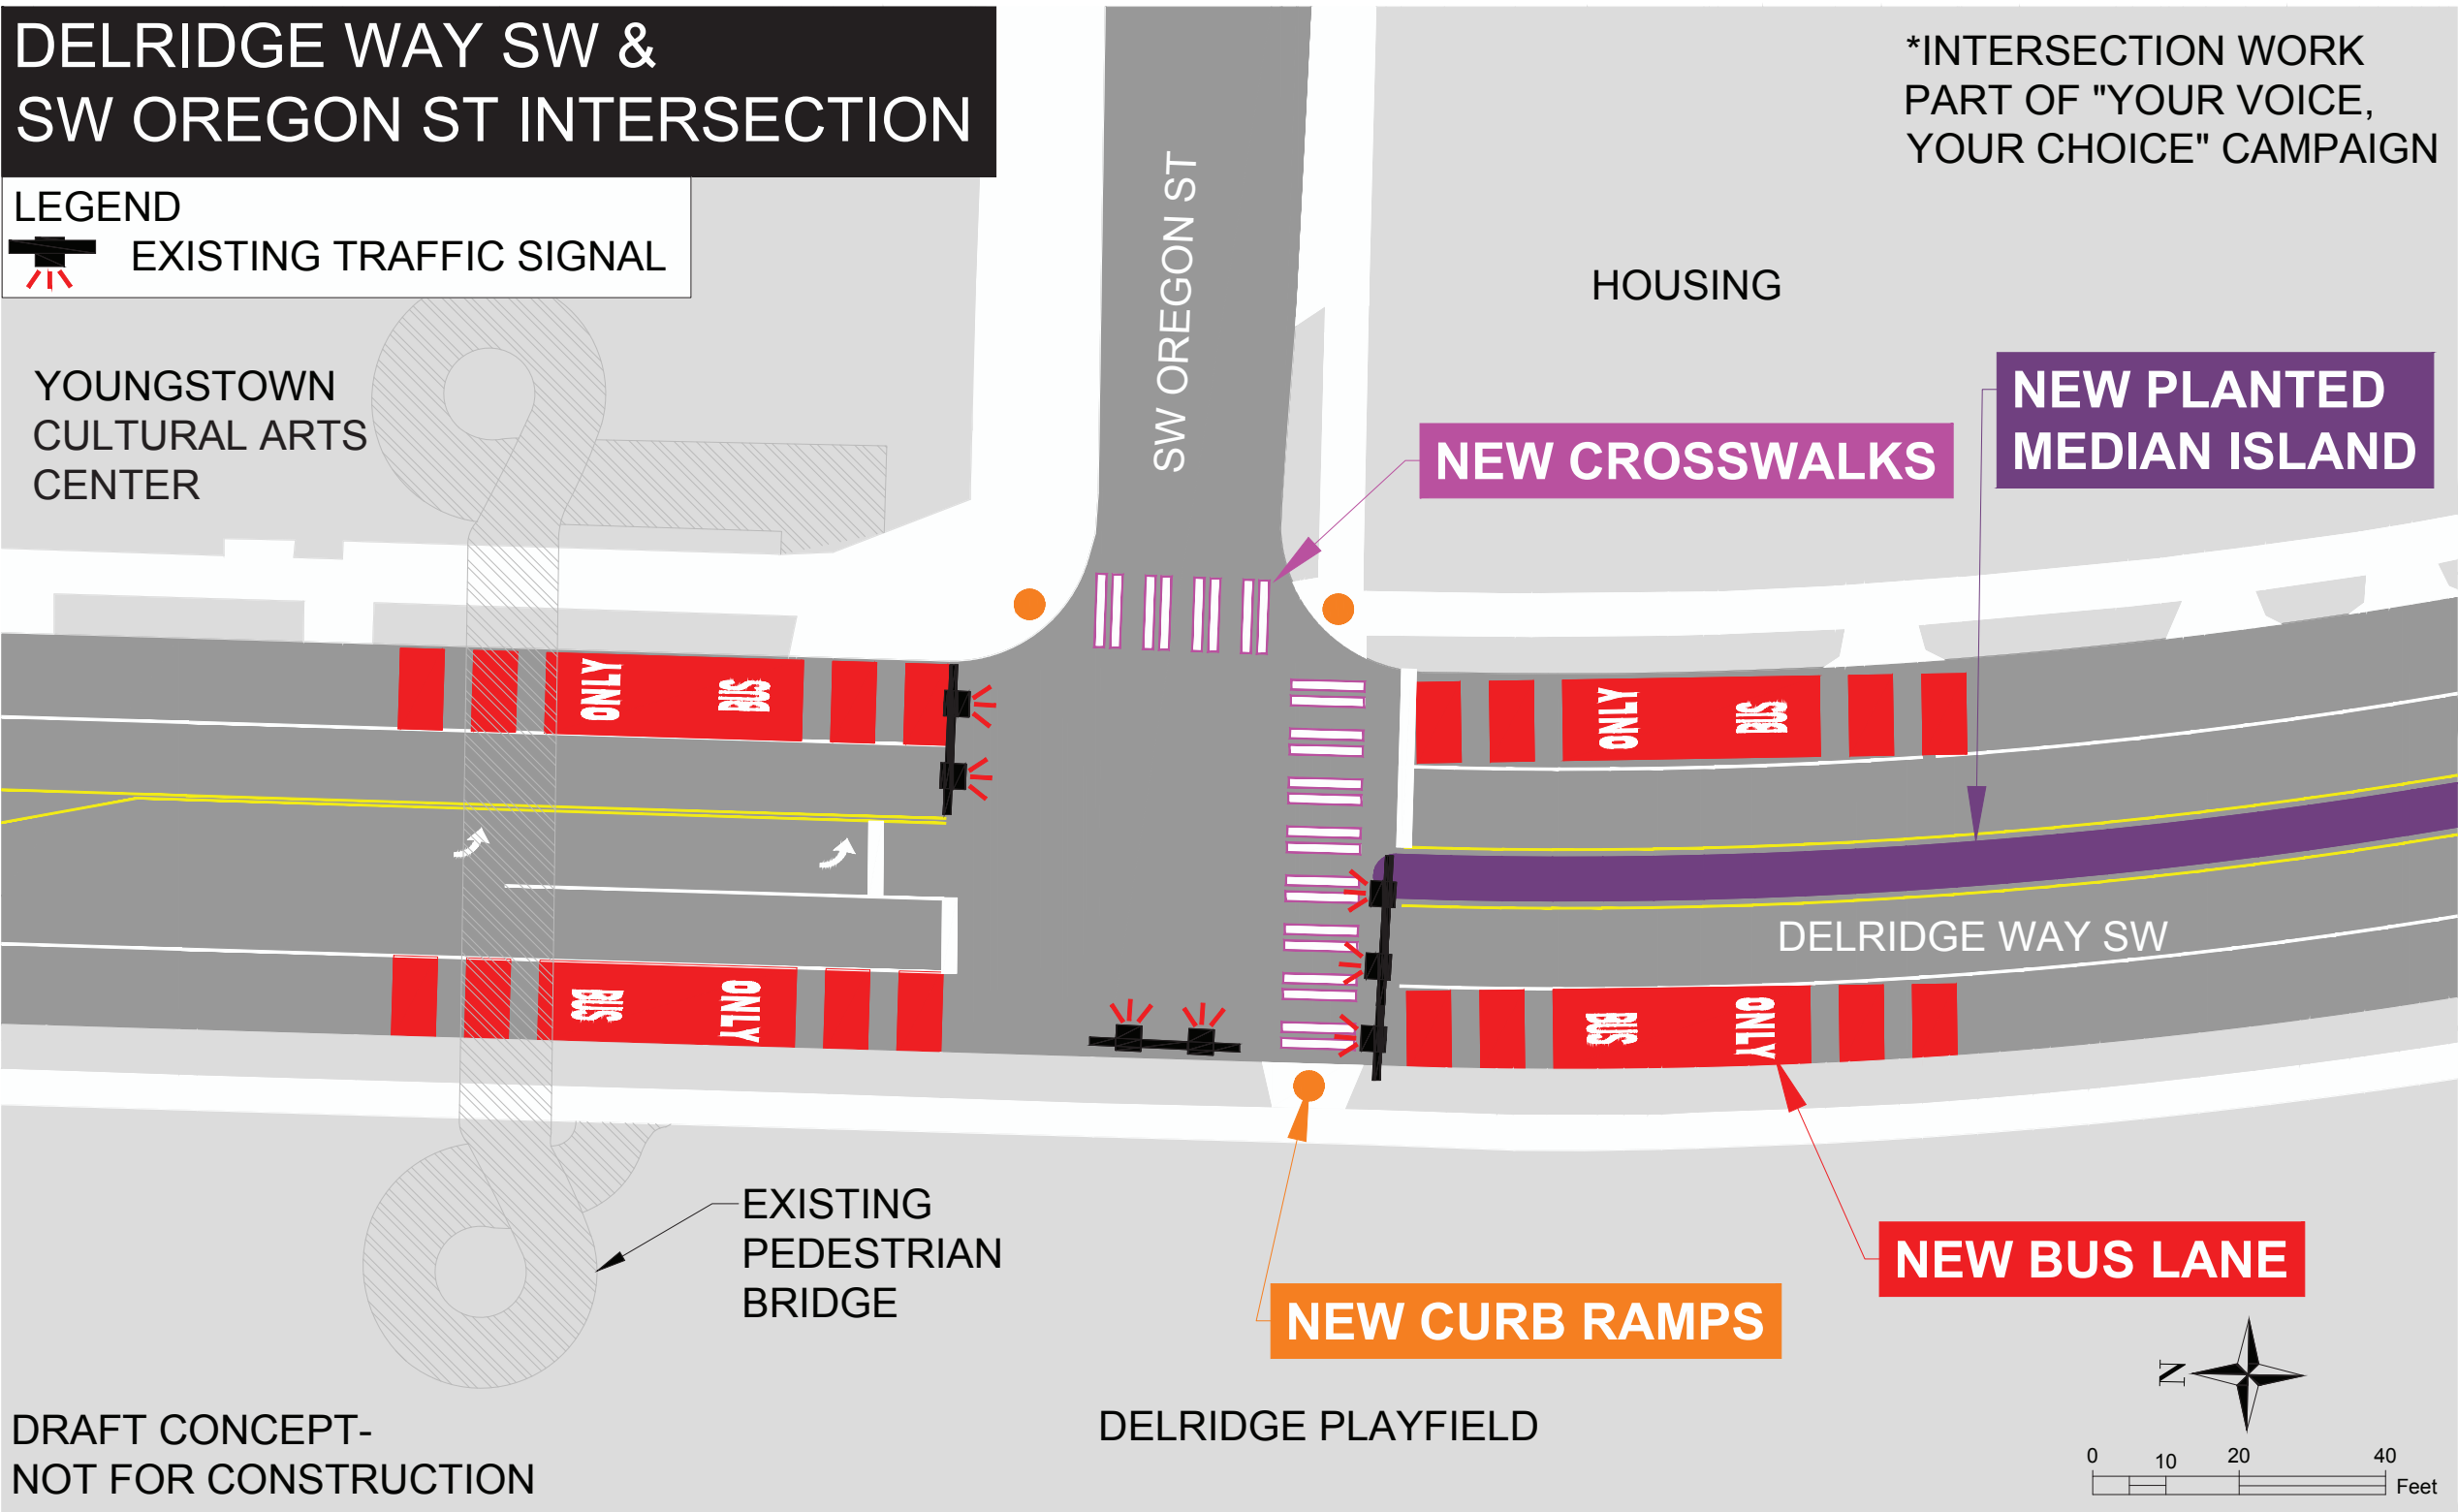 DELRIDGE WAY SW &
SW OREGON ST INTERSECTION
*INTERSECTION WORK
PART OF "YOUR VOICE,
YOUR CHOICE" CAMPAIGN
LEGEND
EXISTING TRAFFIC SIGNAL
SW OREGON ST
HOUSING
YOUNGSTOWN
CULTURAL ARTS
CENTER
NEW PLANTED
MEDIAN ISLAND
NEW CROSSWALKS
ONLY
BUS
ONLY
BUS
DELRIDGE WAY SW
BUS
ONLY
BUS
ONLY
EXISTING
PEDESTRIAN
BRIDGE
NEW BUS LANE
NEW CURB RAMPS
N
DELRIDGE PLAYFIELD
DRAFT CONCEPT-
NOT FOR CONSTRUCTION
0 10 20 40
Feet